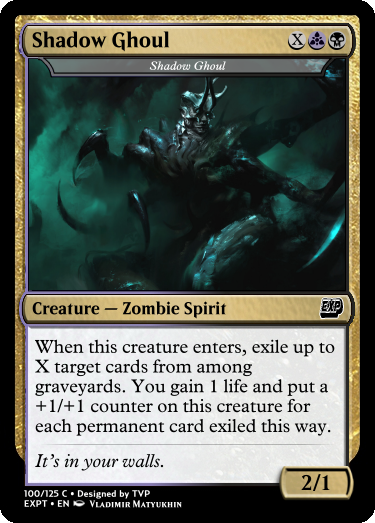 Shadow Ghoul X
Shadow Ghoul
Creature — Zombie Spirit EXP
When this creature enters, exile up to
X target cards from among
graveyards. You gain 1 life and put a
+1/+1 counter on this creature for
each permanent card exiled this way.
It's in your walls.
2/1
100/125 C • Designed by TVP
EXPT • EN Vladimir Matyukhin